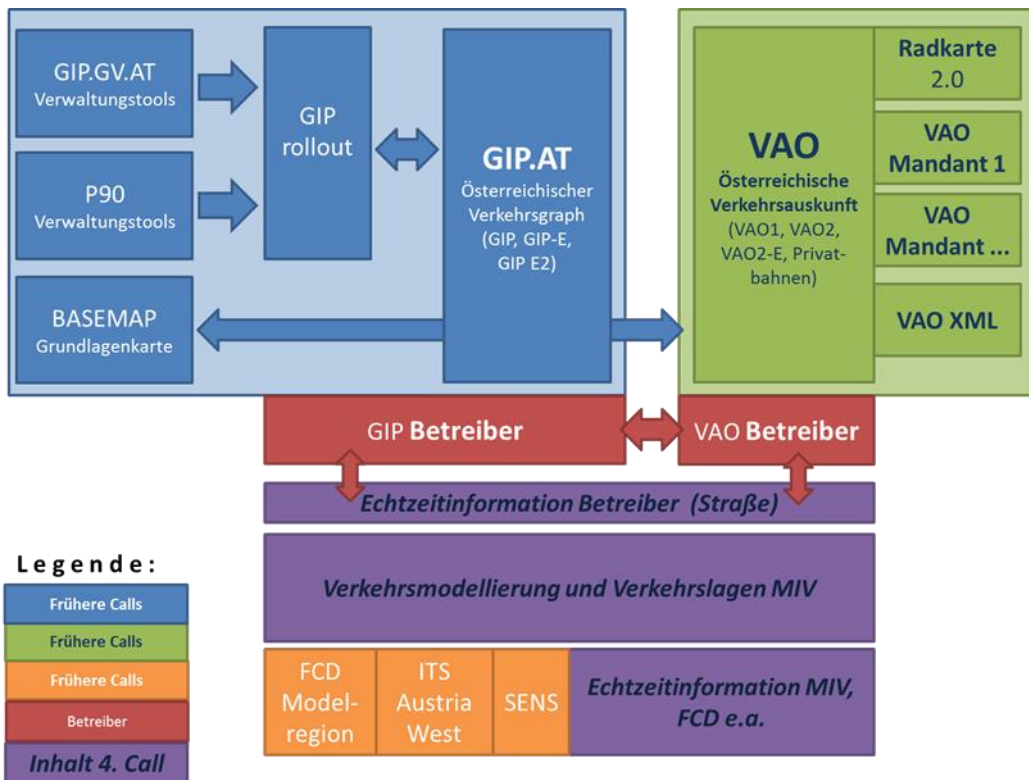 GIP.GV.AT
Verwaltungstools
P90
Verwaltungstools
BASEMAP
Grundlagenkarte
GIP
rollout
GIP.AT
Österreichischer
Verkehrsgraph
(GIP, GIP-E,
GIP E2)
VAO
Österreichische
Verkehrsauskunft
(VAO1, VAO2,
VAO2-E, Privat-
bahnen)
Radkarte
2.0
VAO
Mandant 1
VAO
Mandant ...
VAO XML
GIP Betreiber
VAO Betreiber
Echtzeitinformation Betreiber (Straße)
Verkehrsmodellierung und Verkehrslagen MIV
FCD
Model-
region
ITS
Austria
West
SENS
Echtzeitinformation MIV,
FCD e.a.
Legende:
Frühere Calls
Frühere Calls
Frühere Calls
Betreiber
Inhalt 4. Call